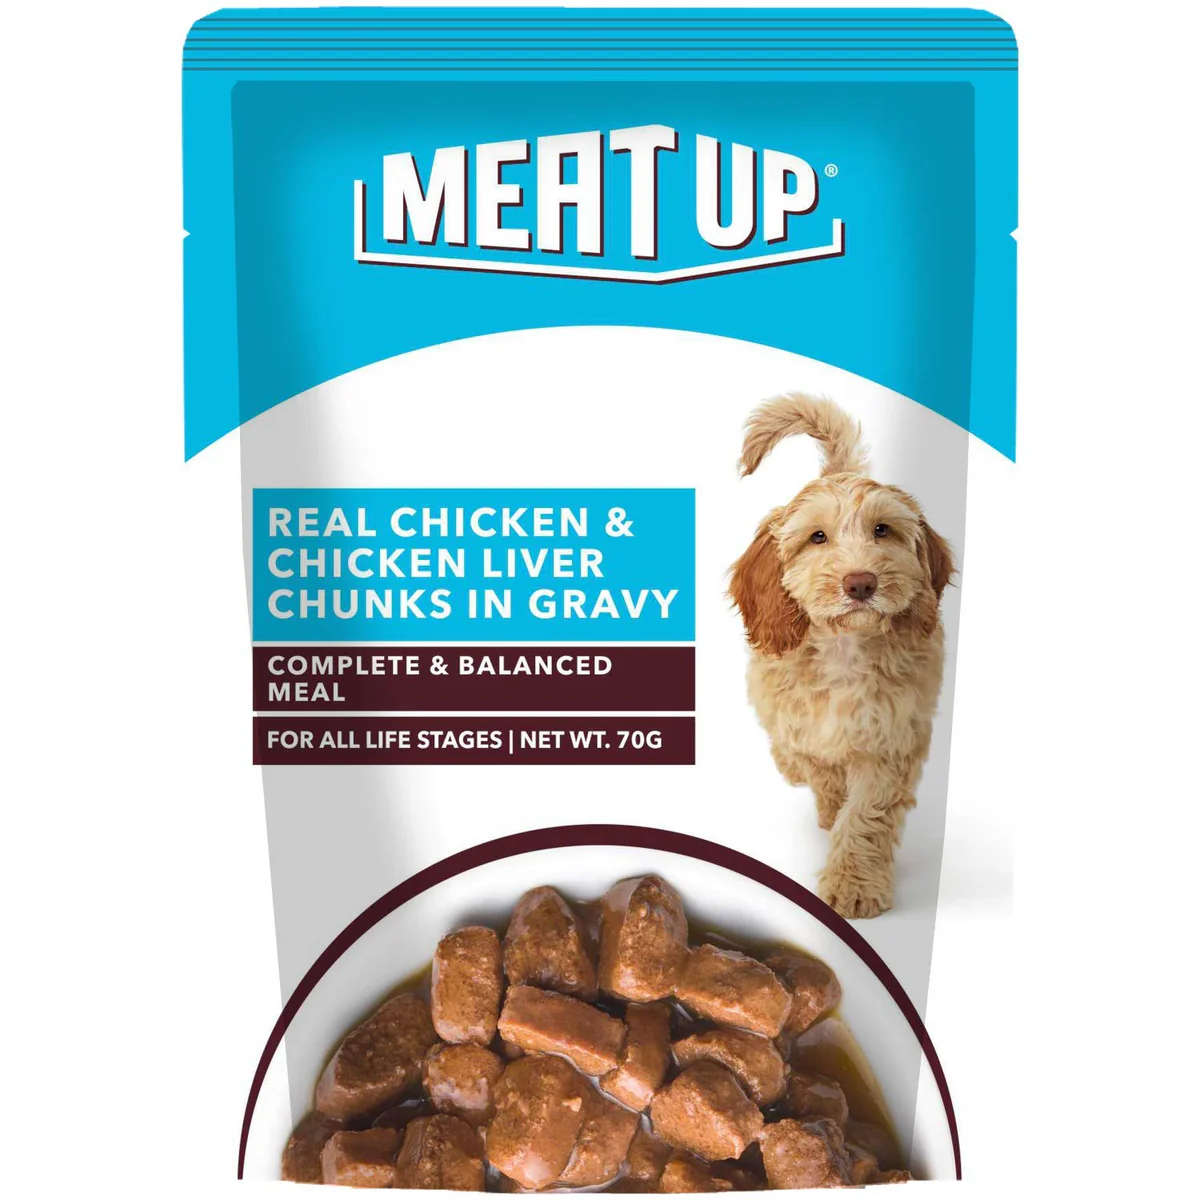 MEAT UP®
REAL CHICKEN &
CHICKEN LIVER
CHUNKS IN GRAVY
COMPLETE & BALANCED
MEAL
FOR ALL LIFE STAGES | NET WT. 70G